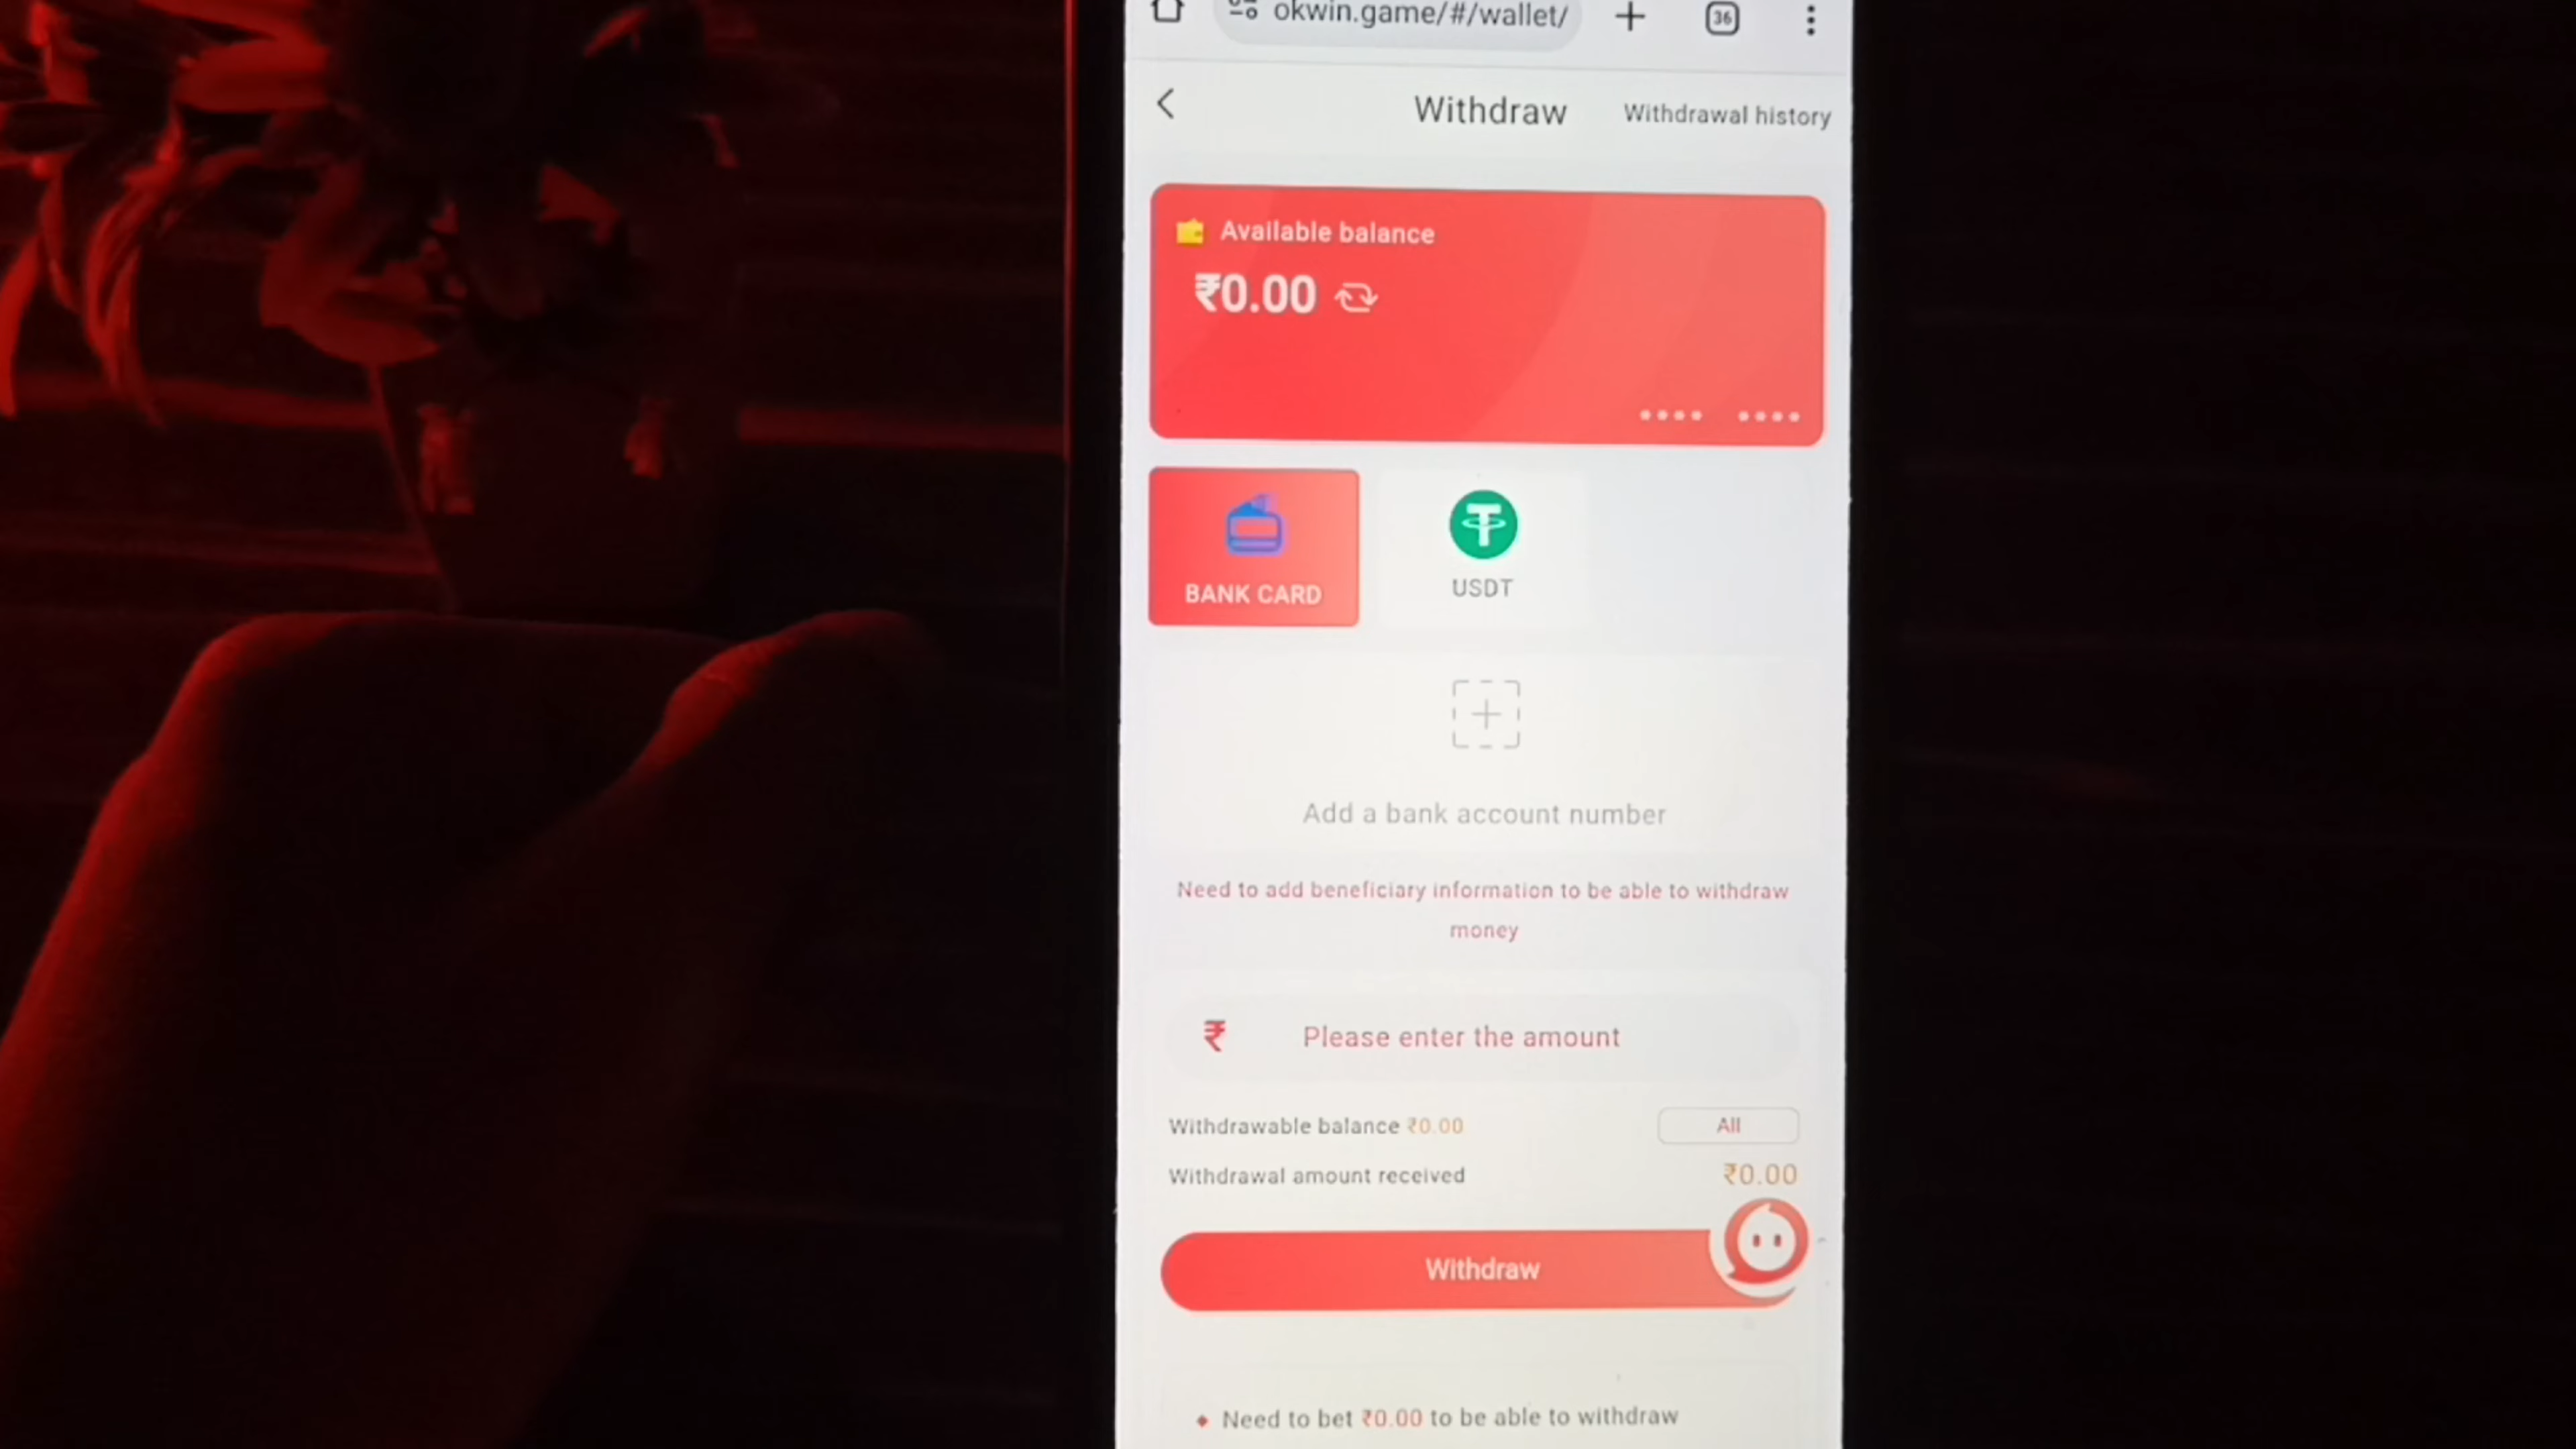 okwin.game/#/wallet/
36
Withdraw
Withdrawal history
Available balance
₹0.00
BANK CARD
USDT
Add a bank account number
Need to add beneficiary information to be able to withdraw
money
₹ Please enter the amount
Withdrawable balance ₹0.00
All
Withdrawal amount received
₹0.00
Withdraw
Need to bet ₹0.00 to be able to withdraw